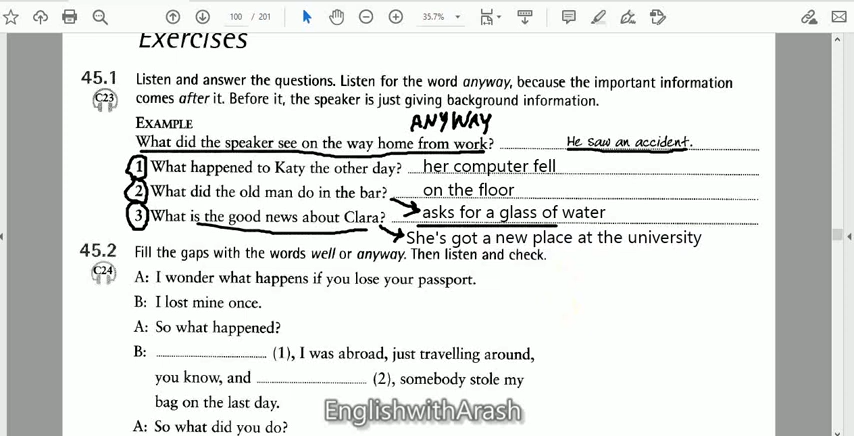 100 / 201
35.7%
Exercises
45.1 Listen and answer the questions. Listen for the word anyway, because the important information
C23 comes after it. Before it, the speaker is just giving background information.
EXAMPLE
ANYWAY
What did the speaker see on the way home from work? He saw an accident.
1 What happened to Katy the other day? her computer fell
2 What did the old man do in the bar? on the floor
3 What is the good news about Clara? asks for a glass of water
She's got a new place at the university
45.2 Fill the gaps with the words well or anyway. Then listen and check.
C24 A: I wonder what happens if you lose your passport.
B: I lost mine once.
A: So what happened?
B: (1), I was abroad, just travelling around,
you know, and (2), somebody stole my
bag on the last day.
EnglishwithArash
A: So what did you do?